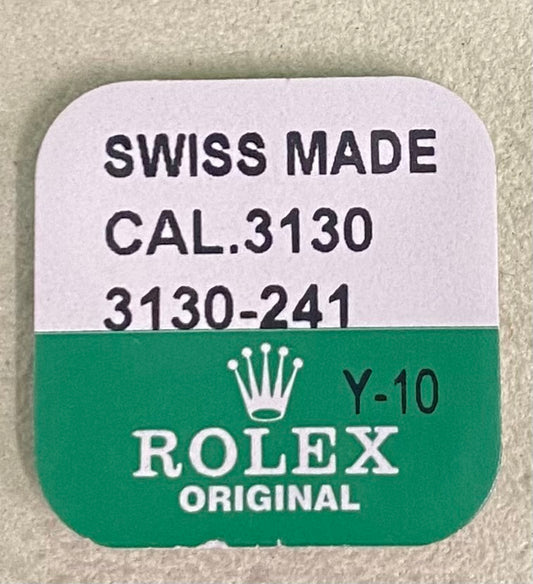 SWISS MADE
CAL.3130
3130-241
Y-10
ROLEX
ORIGINAL